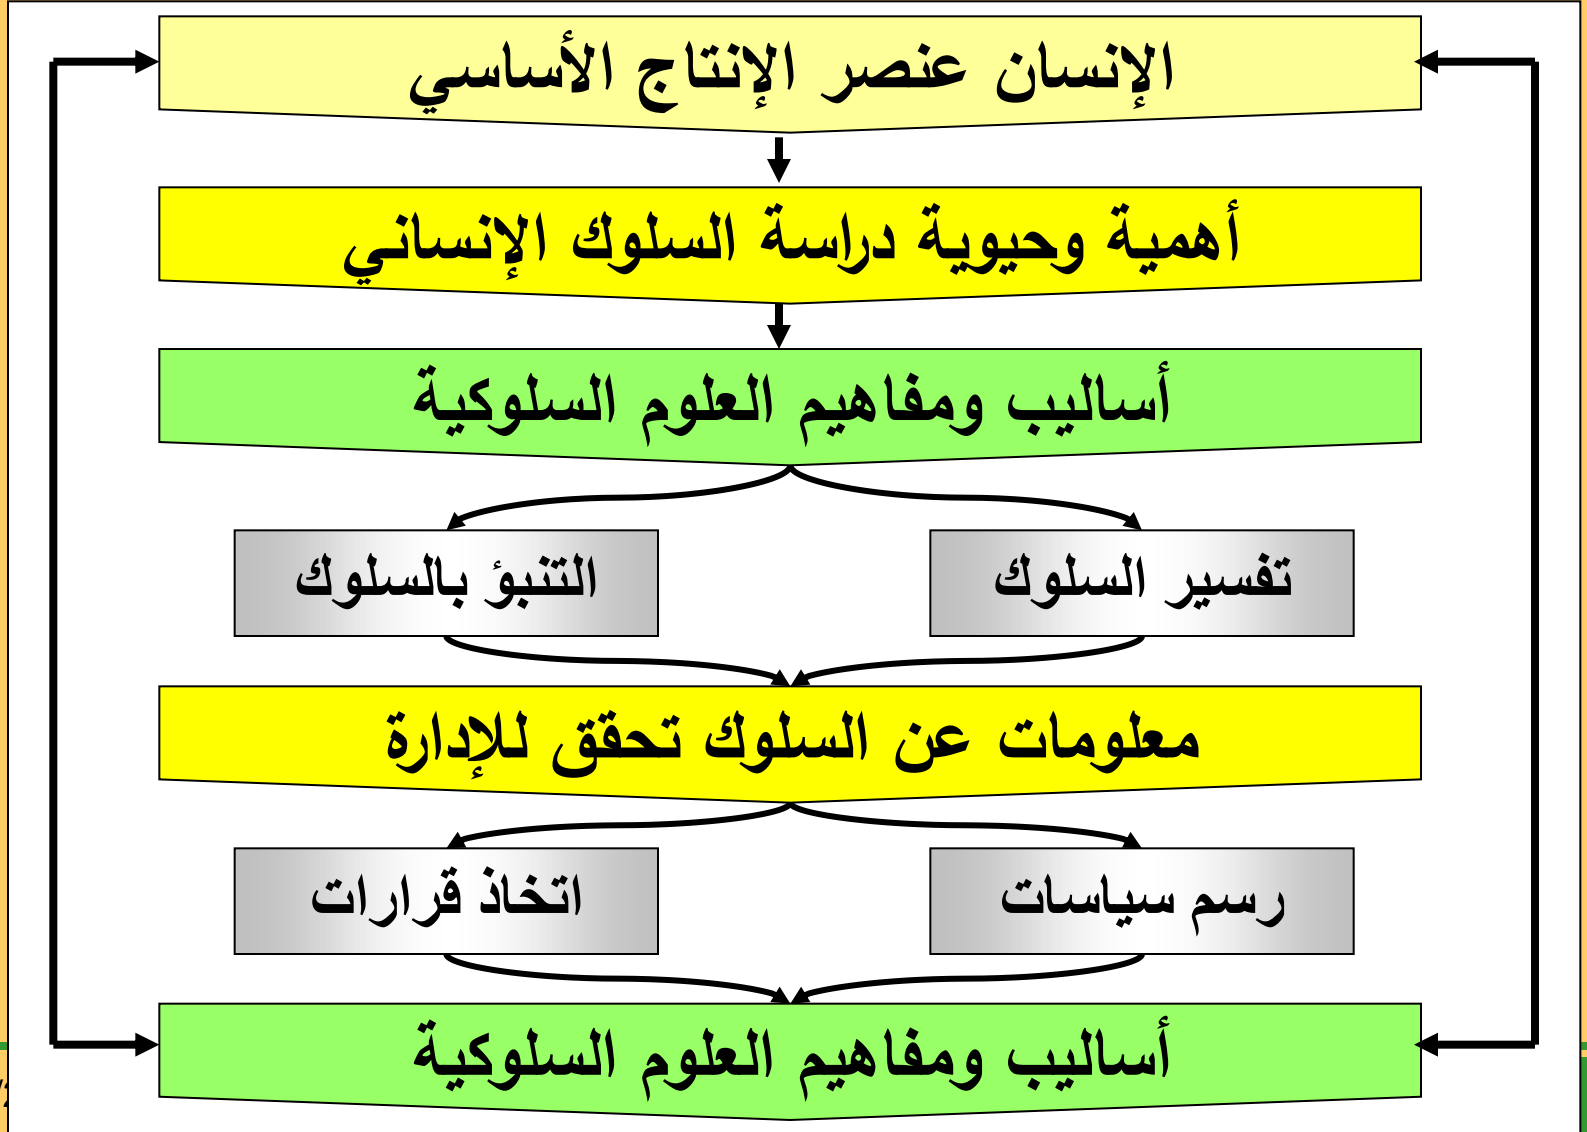 الإنسان عنصر الإنتاج الأساسي
أهمية وحيوية دراسة السلوك الإنساني
أساليب ومفاهيم العلوم السلوكية
تفسير السلوك
التنبؤ بالسلوك
معلومات عن السلوك تحقق للإدارة
رسم سياسات
اتخاذ قرارات
أساليب ومفاهيم العلوم السلوكية